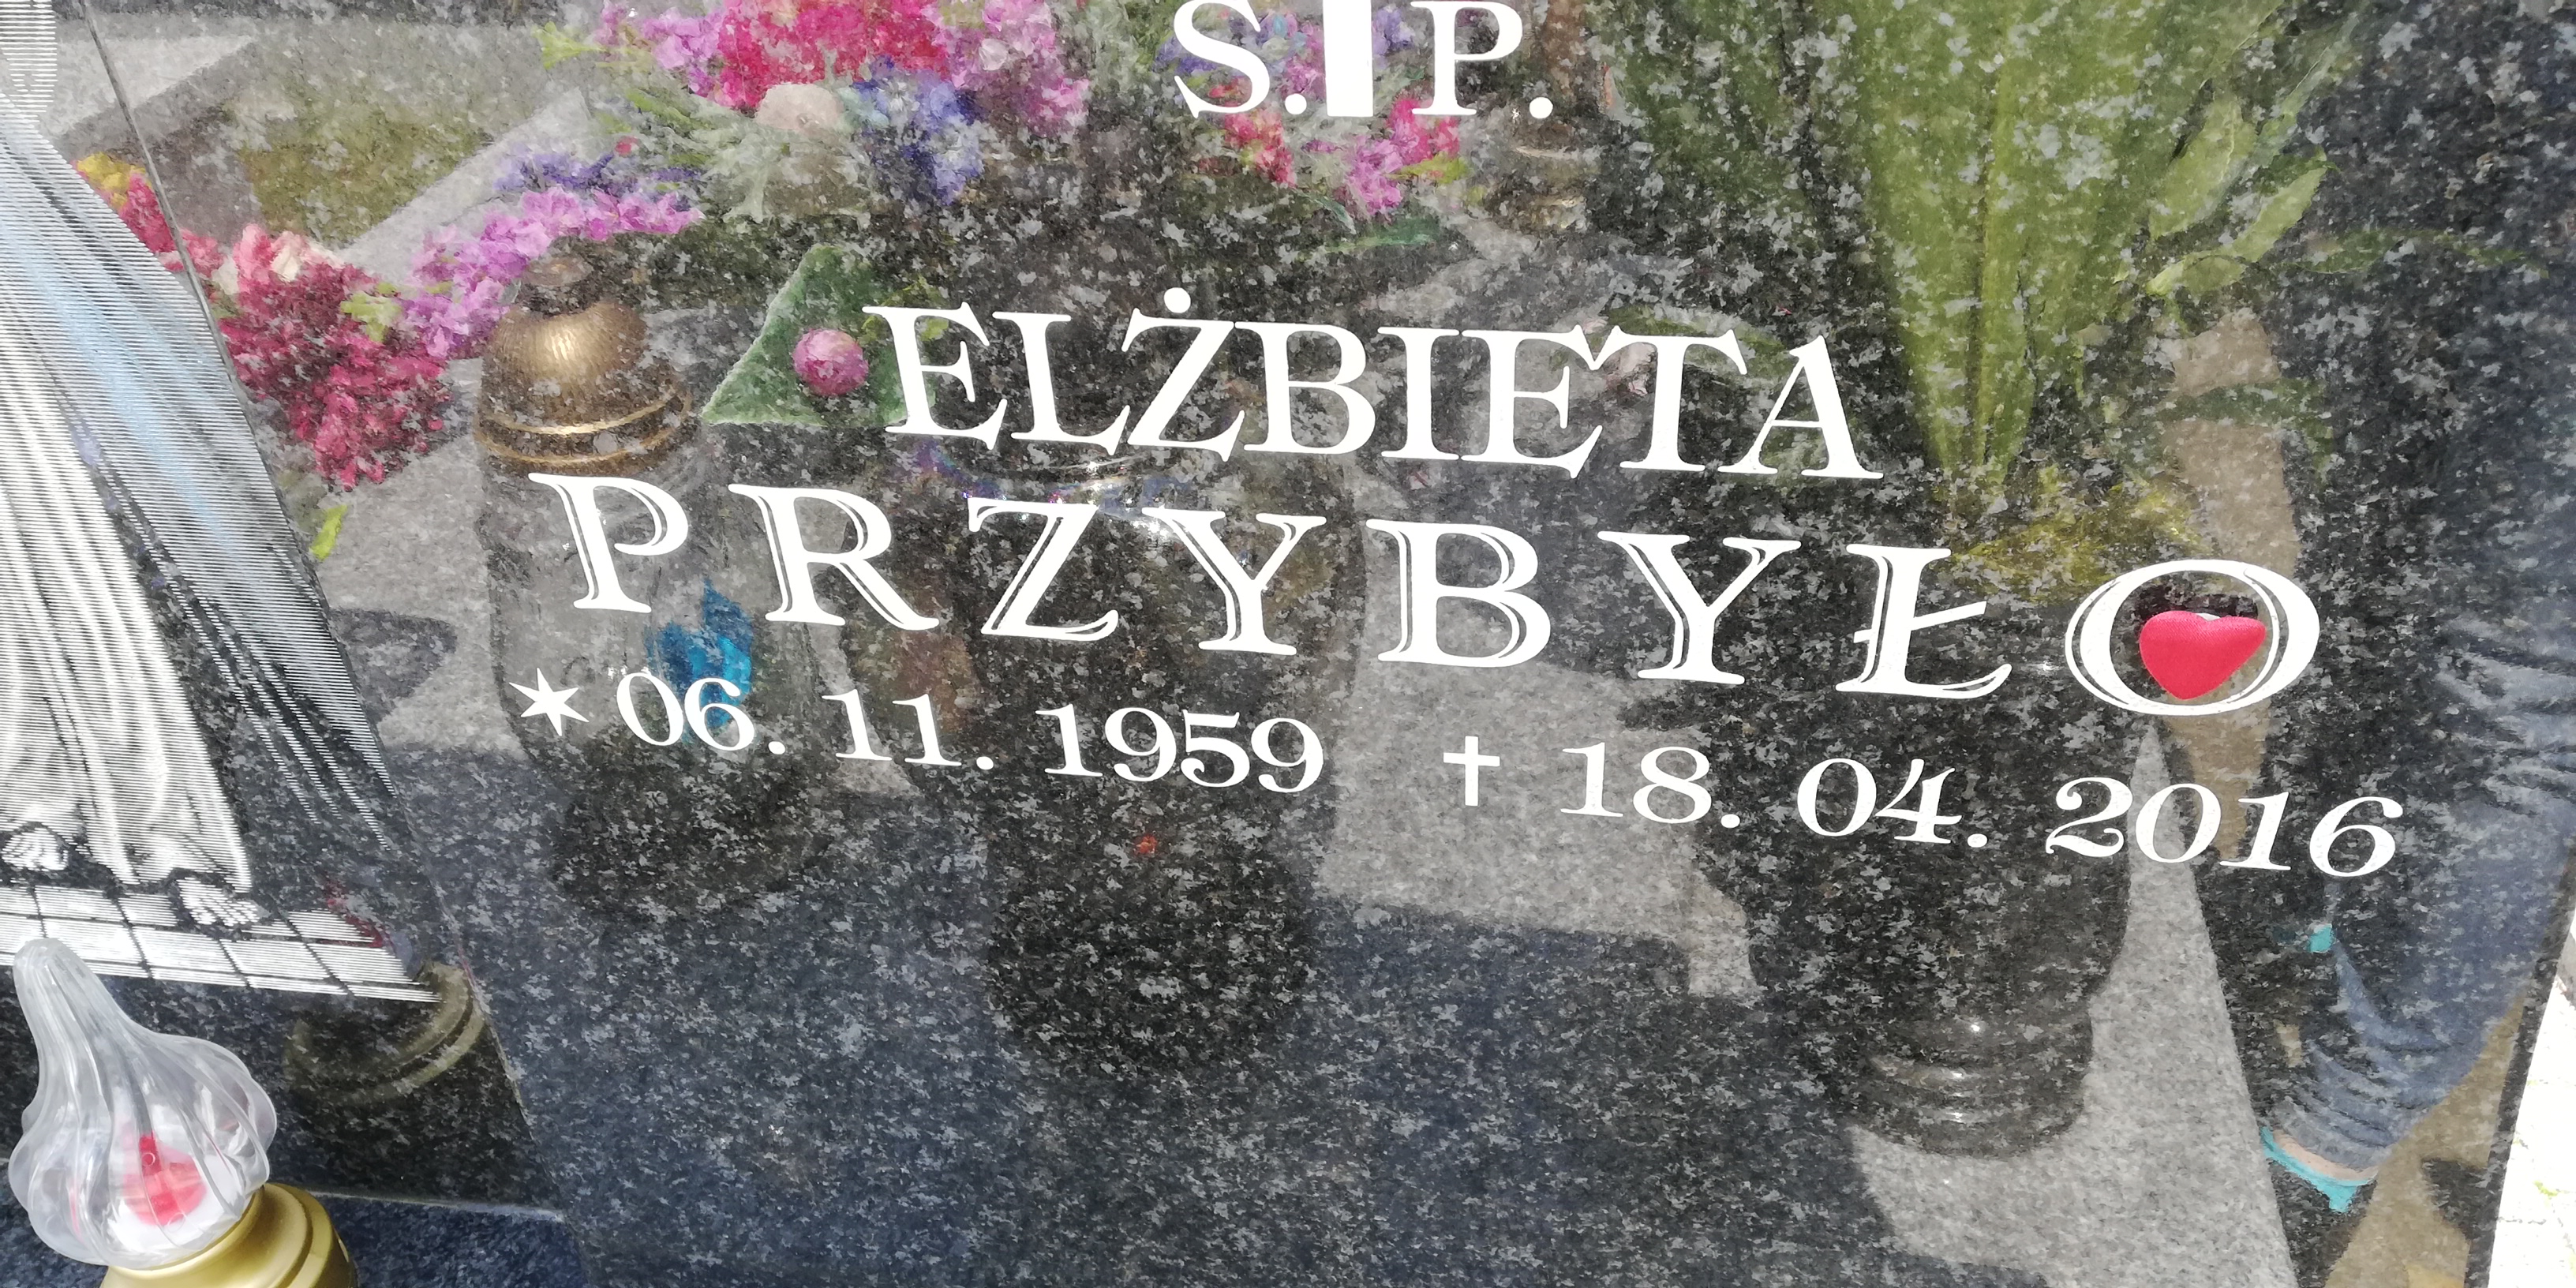 S. P.
ELŻBIETA
PRZYBYŁO
✶ 06. 11. 1959 ✝ 18. 04. 2016